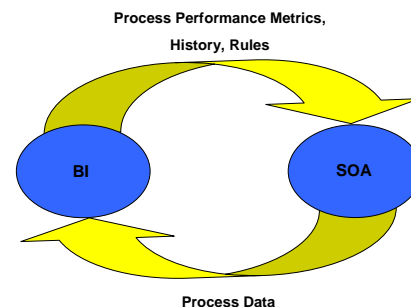 Process Performance Metrics,
History, Rules
BI
SOA
Process Data